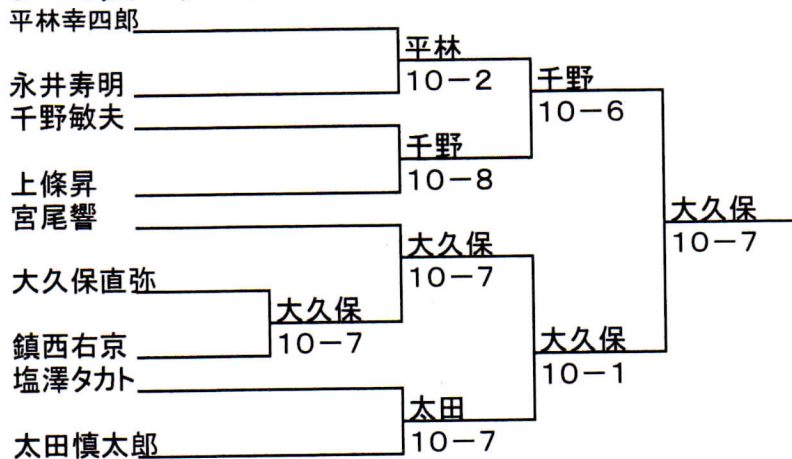 平林幸四郎
平林
10-2
永井寿明
千野
10-6
千野敏夫
千野
10-8
上條昇
宮尾響
大久保
10-7
大久保
10-7
大久保直弥
大久保
10-7
鎮西右京
大久保
10-1
塩澤タカト
太田
10-7
太田慎太郎